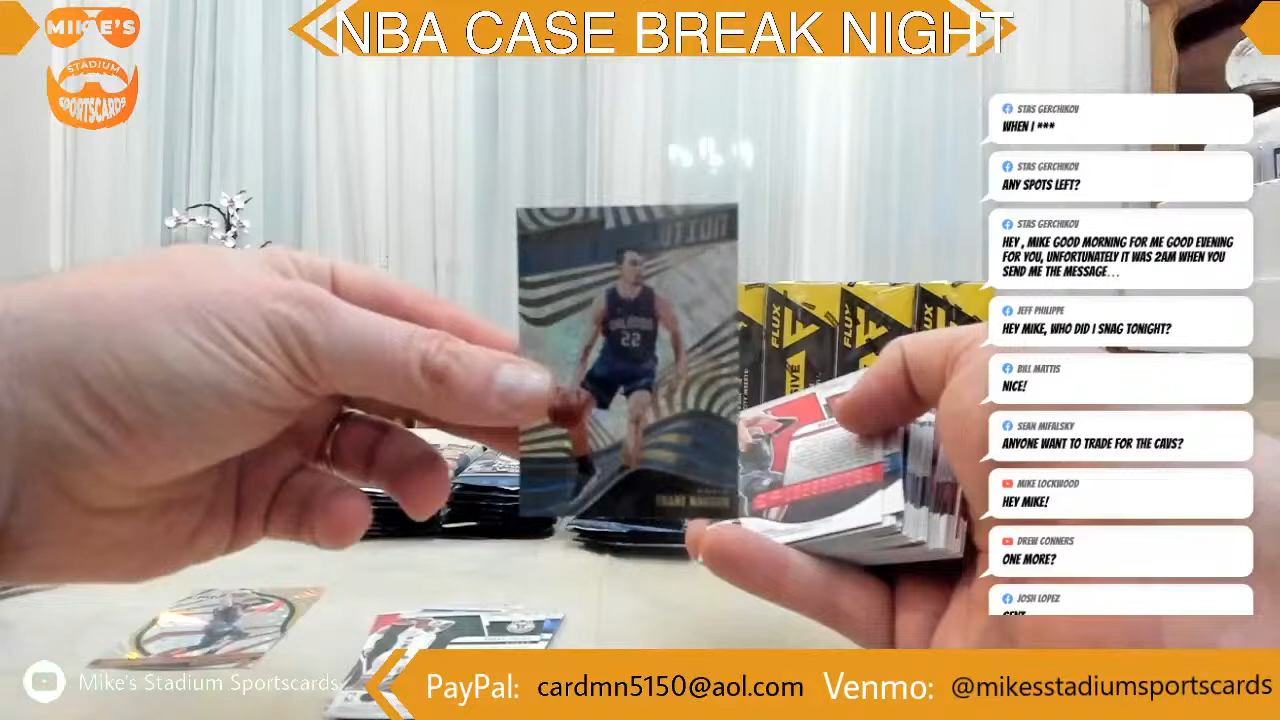 MIKE'S
STADIUM
SPORTSCARDS
NBA CASE BREAK NIGHT
STAS GERCHIKOV
WHEN I ***
STAS GERCHIKOV
ANY SPOTS LEFT?
STAS GERCHIKOV
HEY , MIKE GOOD MORNING FOR ME GOOD EVENING
FOR YOU, UNFORTUNATELY IT WAS 2AM WHEN YOU
SEND ME THE MESSAGE...
JEFF PHILIPPE
HEY MIKE, WHO DID I SNAG TONIGHT?
BILL MATTIS
NICE!
SEAN MIFALSKY
ANYONE WANT TO TRADE FOR THE CAVS?
MIKE LOCKWOOD
HEY MIKE!
DREW CONNERS
ONE MORE?
JOSH LOPEZ
ORLANDO
22
FLUX
FLUX
FLUX
Mike's Stadium Sportscards
PayPal: cardmn5150@aol.com Venmo: @mikesstadiumsportscards